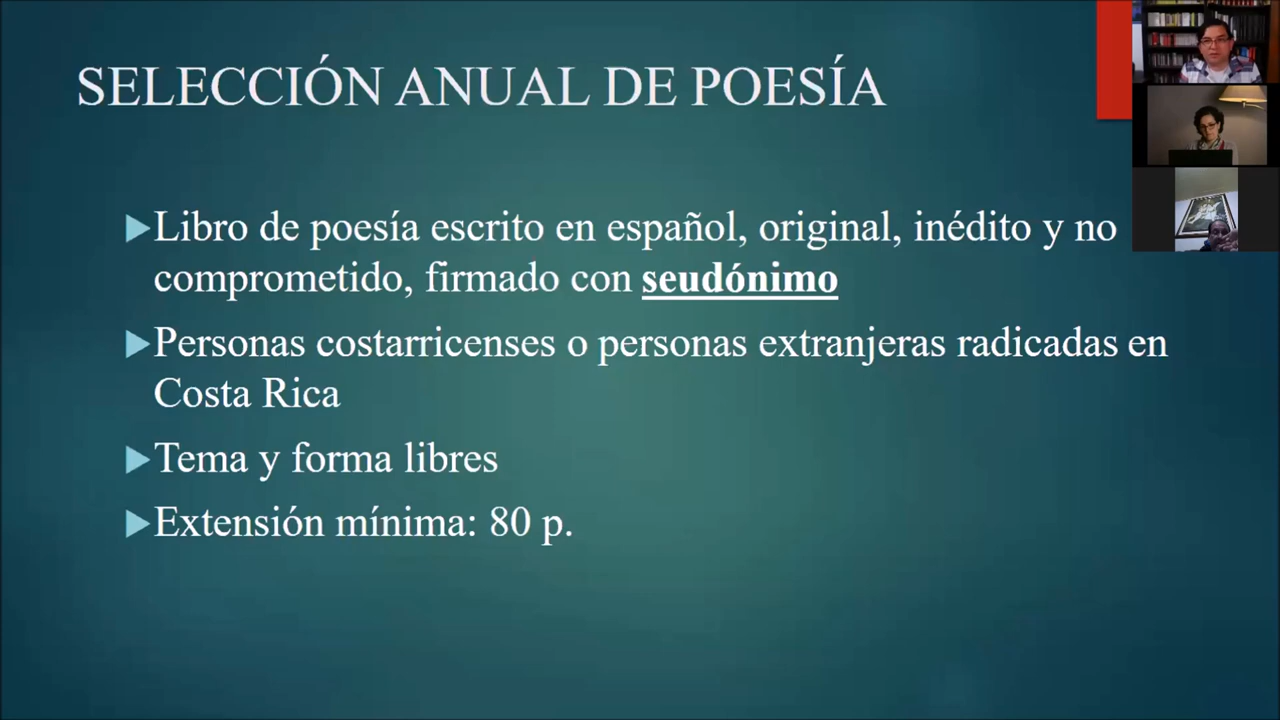 SELECCIÓN ANUAL DE POESÍA
Libro de poesía escrito en español, original, inédito y no
comprometido, firmado con seudónimo
Personas costarricenses o personas extranjeras radicadas en
Costa Rica
Tema y forma libres
Extensión mínima: 80 p.